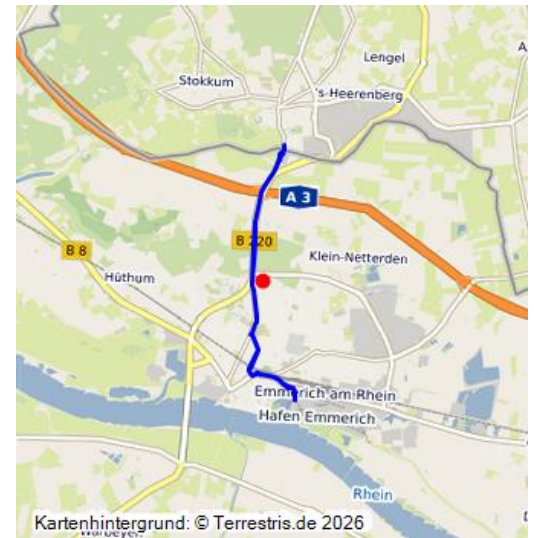 Lengel
Stokkum
's-Heerenberg
A 3
B 220
B 8
Klein-Netterden
Hüthum
Emmerich am Rhein
Hafen Emmerich
Rhein
Kartenhintergrund: © Terrestris.de 2026